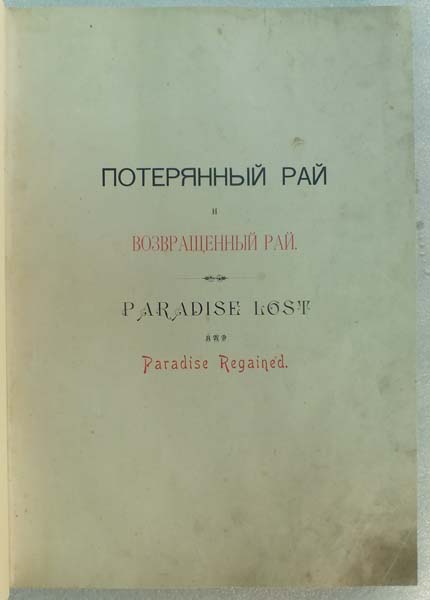 ПОТЕРЯННЫЙ РАЙ
и
ВОЗВРАЩЕННЫЙ РАЙ.
PARADISE LOST
AND
Paradise Regained.